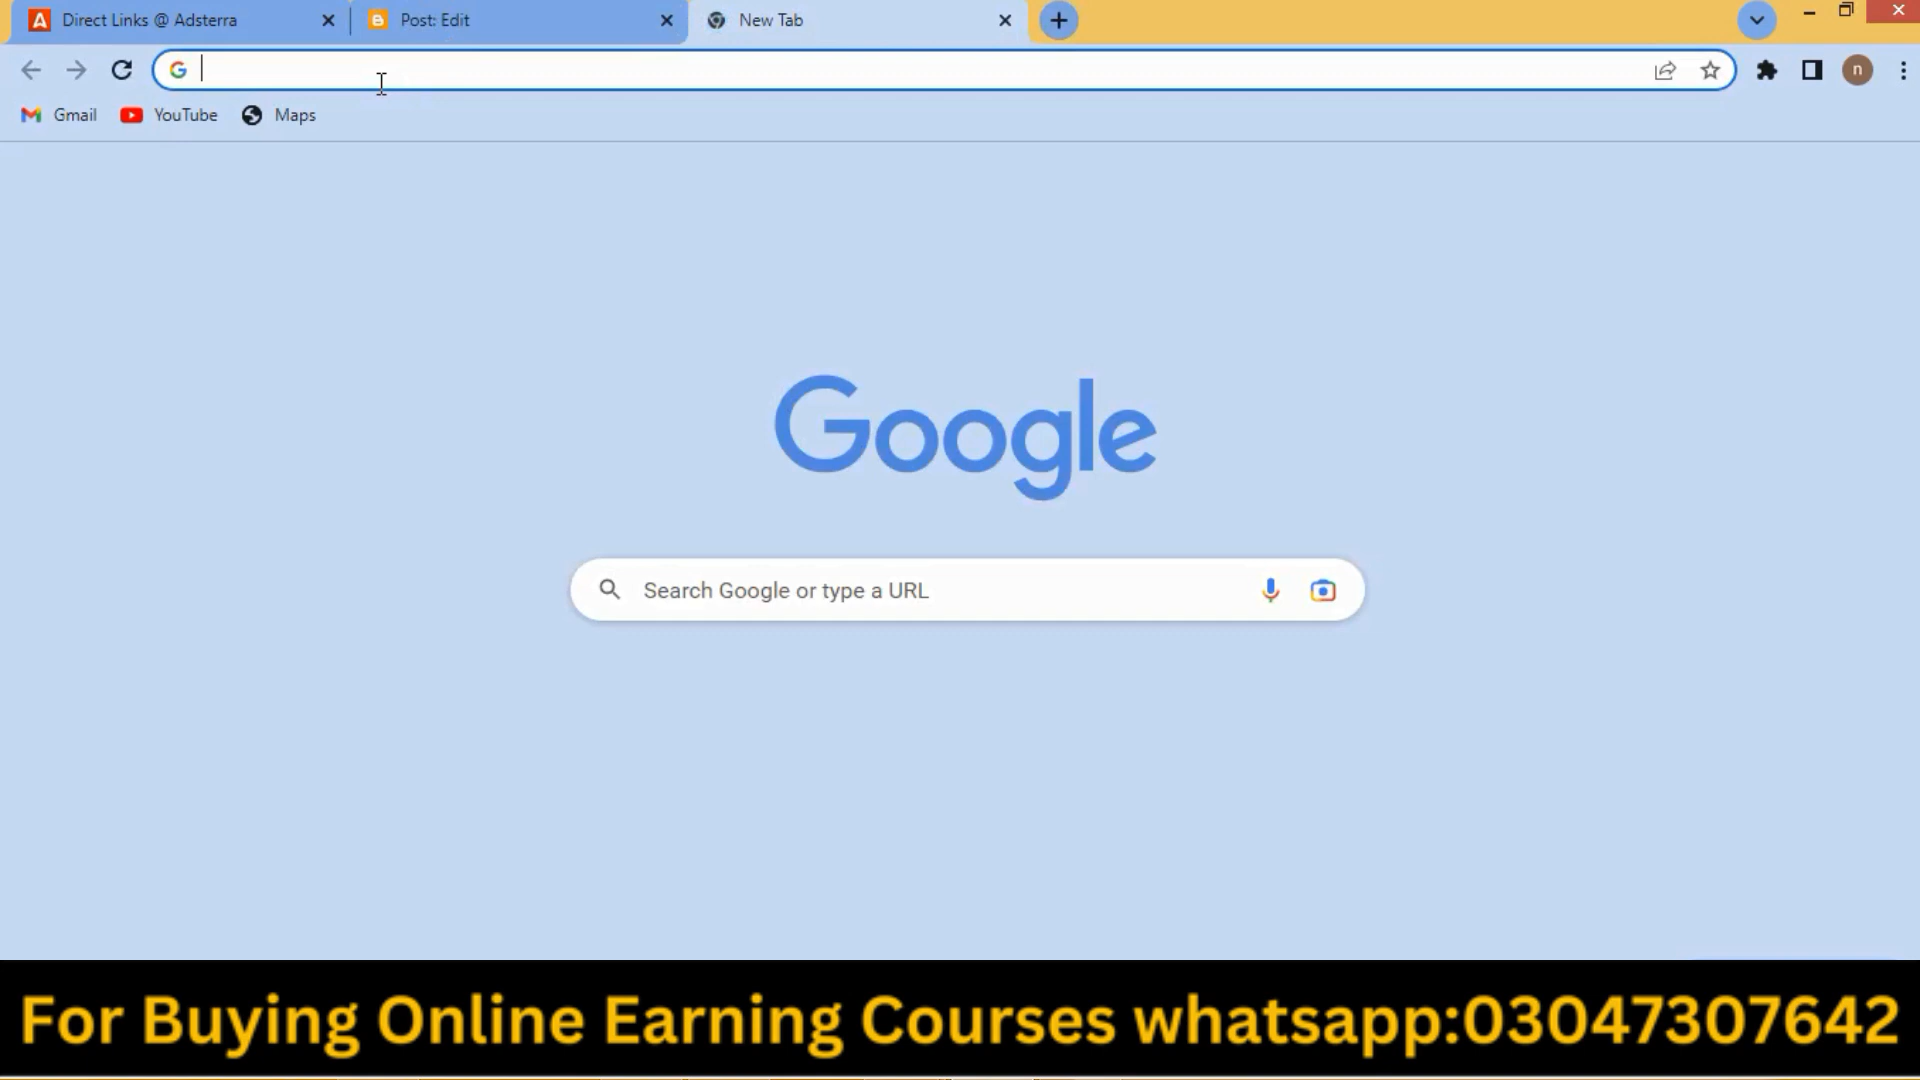 Direct Links @ Adsterra
Post: Edit
New Tab
n
Gmail
YouTube
Maps
Google
Search Google or type a URL
For Buying Online Earning Courses whatsapp:03047307642